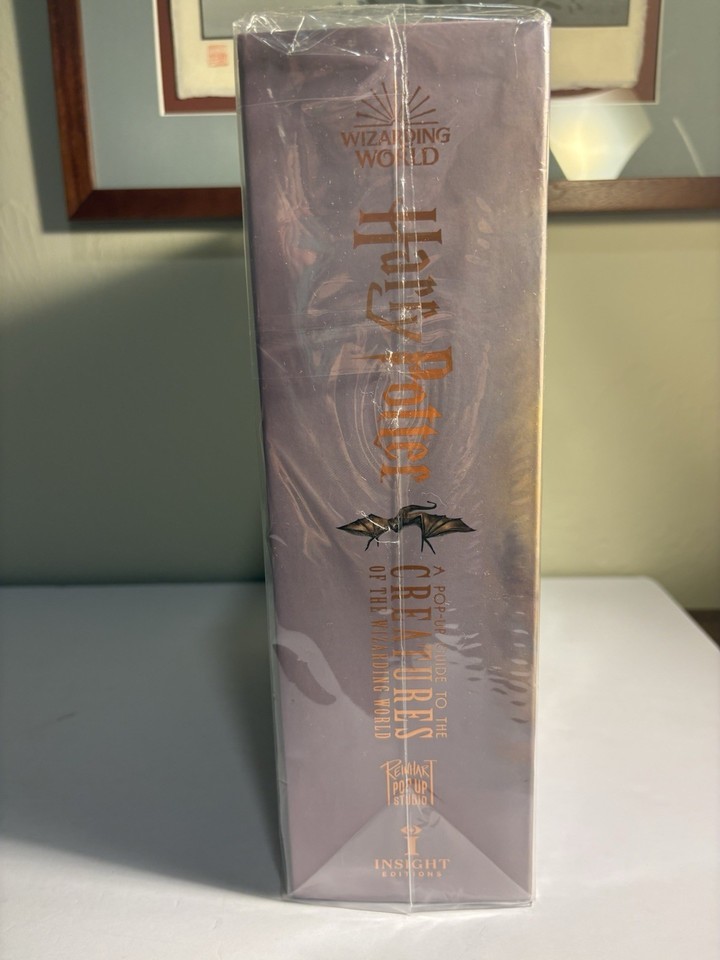 WIZARDING
WORLD
Harry Potter
A POP-UP GUIDE TO THE
CREATURES
OF THE WIZARDING WORLD
REINHART
POP-UP
STUDIO
INSIGHT
EDITIONS